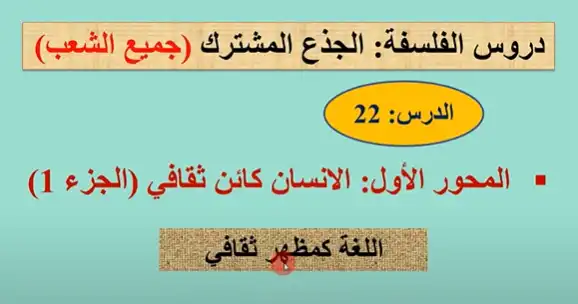 دروس الفلسفة: الجذع المشترك (جميع الشعب)
الدرس: 22
▪ المحور الأول: الانسان كائن ثقافي (الجزء 1)
اللغة كمظهر ثقافي